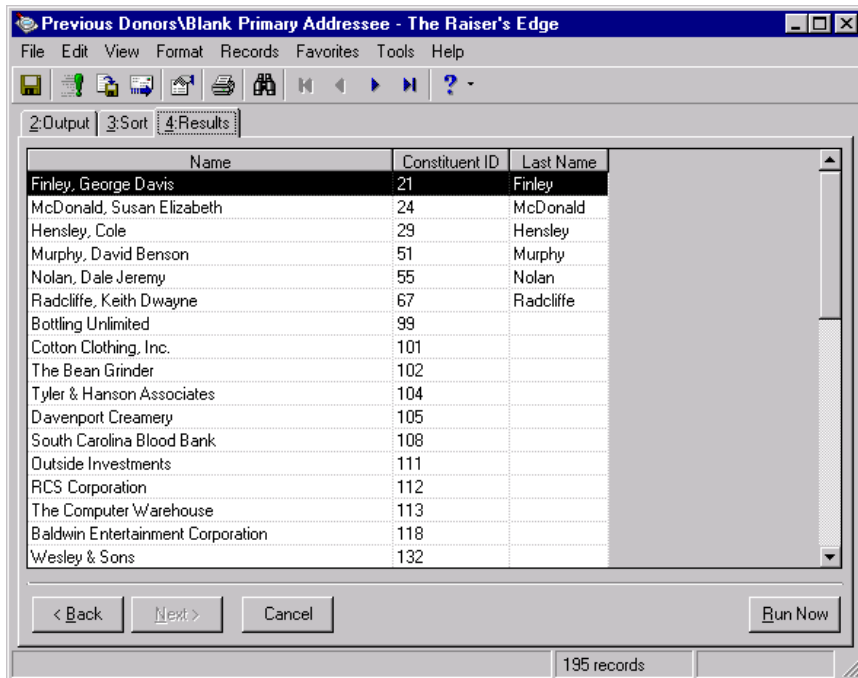 Previous Donors\Blank Primary Addressee - The Raiser's Edge
File Edit View Format Records Favorites Tools Help
2:Output 3:Sort 4:Results
Name Constituent ID Last Name
Finley, George Davis 21 Finley
McDonald, Susan Elizabeth 24 McDonald
Hensley, Cole 29 Hensley
Murphy, David Benson 51 Murphy
Nolan, Dale Jeremy 55 Nolan
Radcliffe, Keith Dwayne 67 Radcliffe
Bottling Unlimited 99
Cotton Clothing, Inc. 101
The Bean Grinder 102
Tyler & Hanson Associates 104
Davenport Creamery 105
South Carolina Blood Bank 108
Outside Investments 111
RCS Corporation 112
The Computer Warehouse 113
Baldwin Entertainment Corporation 118
Wesley & Sons 132
< Back Next > Cancel Run Now
195 records